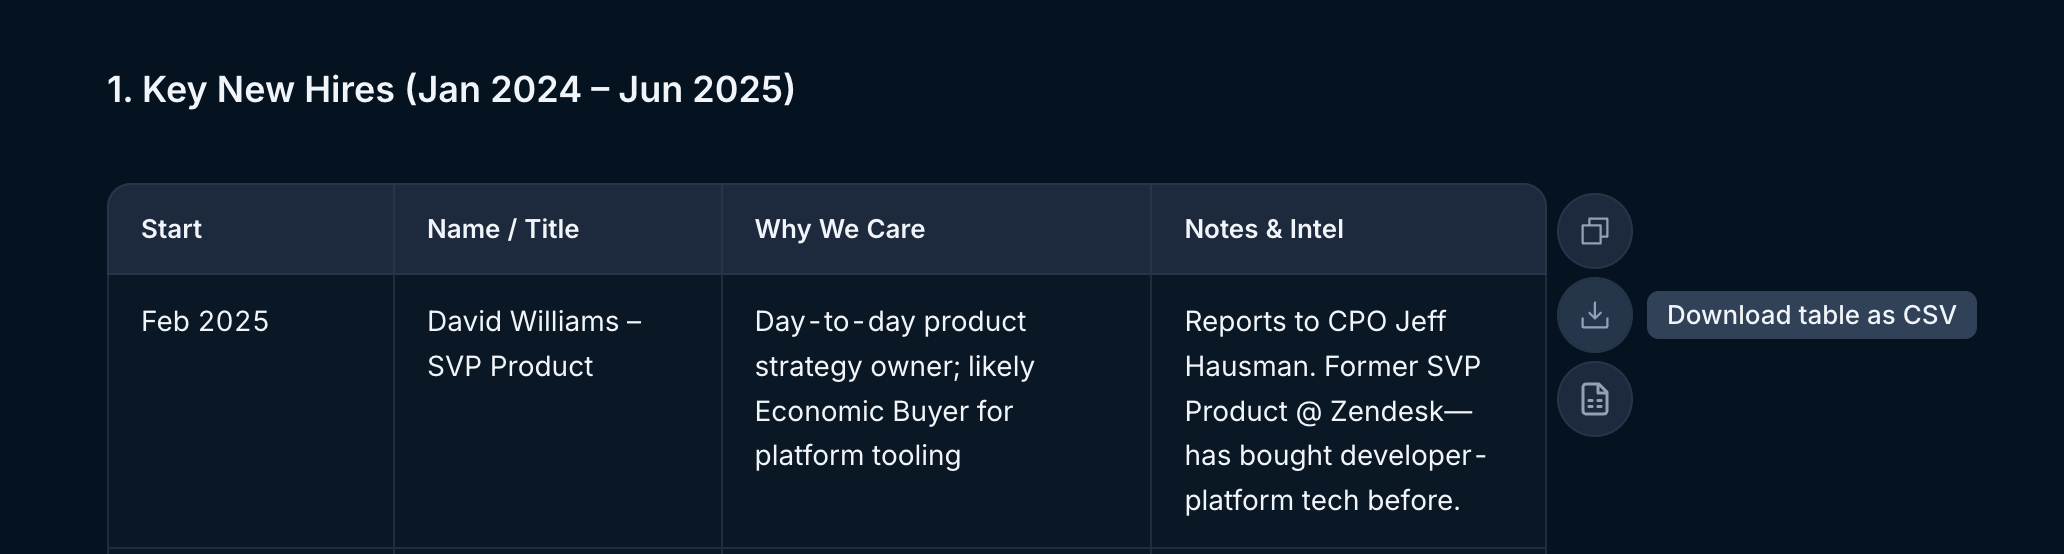 1. Key New Hires (Jan 2024 – Jun 2025)
Start
Name / Title
Why We Care
Notes & Intel
Feb 2025
David Williams –
SVP Product
Day-to-day product
strategy owner; likely
Economic Buyer for
platform tooling
Reports to CPO Jeff
Hausman. Former SVP
Product @ Zendesk—
has bought developer-
platform tech before.
Download table as CSV